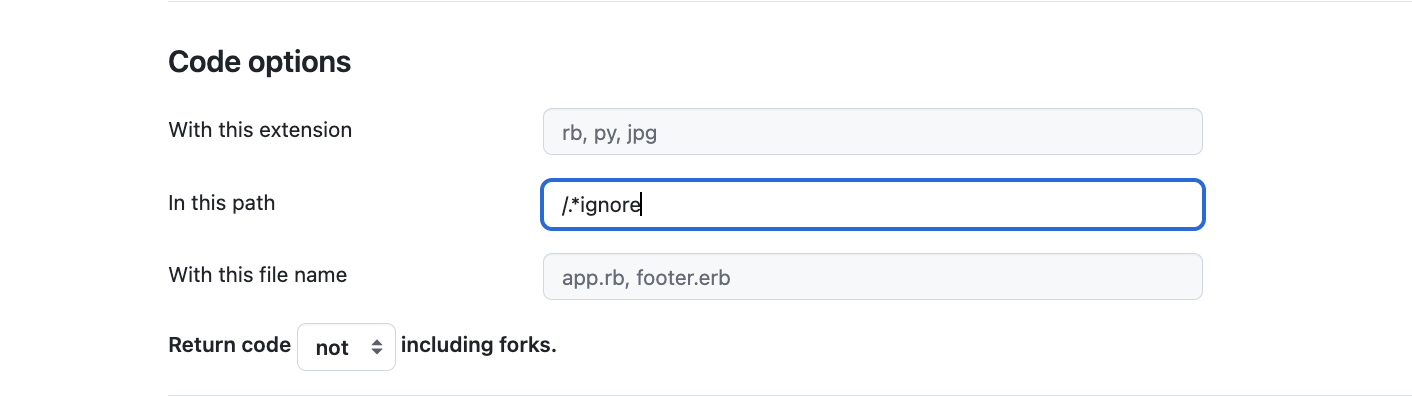 Code options
With this extension
rb, py, jpg
In this path
/.*ignore
With this file name
app.rb, footer.erb
Return code not including forks.